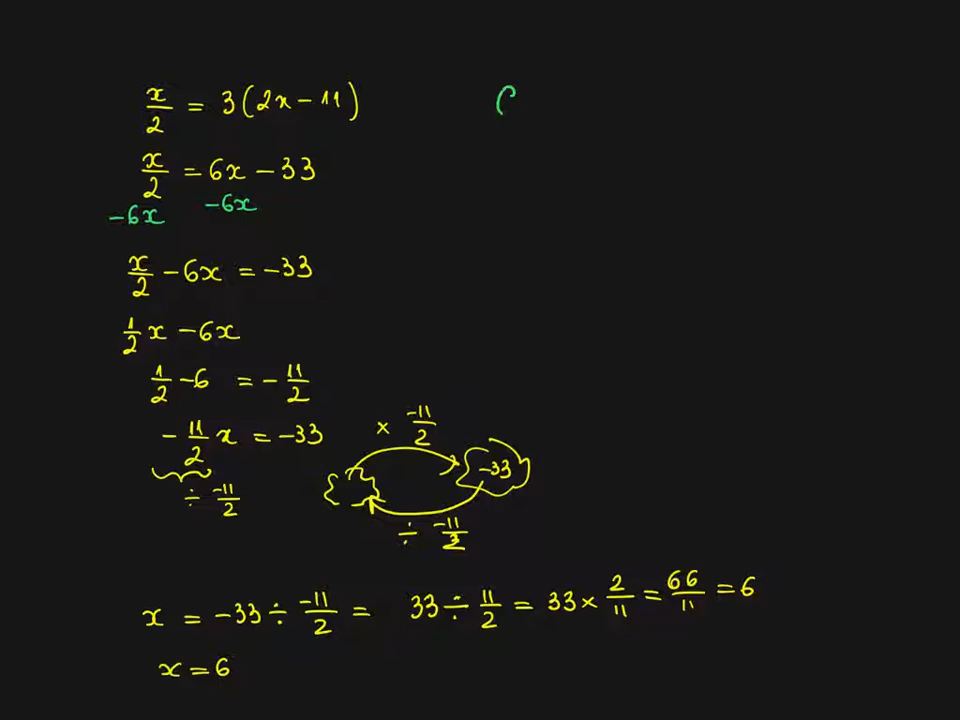 x/2 = 3(2x - 11)
x/2 = 6x - 33
-6x -6x
x/2 - 6x = -33
1/2 x - 6x
1/2 - 6 = -11/2
-11/2 x = -33
÷ -11/2
× -11/2
-33
÷ -11/2
x = -33 ÷ -11/2 = 33 ÷ 11/2 = 33 × 2/11 = 66/11 = 6
x = 6